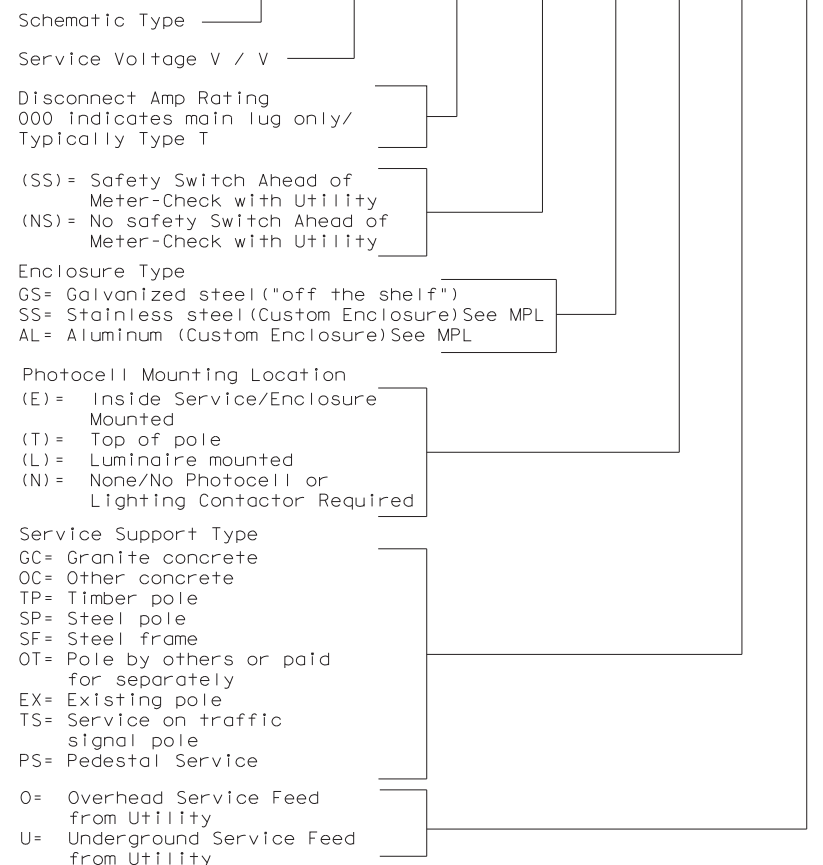 Schematic Type
Service Voltage V / V
Disconnect Amp Rating
000 indicates main lug only/
Typically Type T
(SS)= Safety Switch Ahead of
Meter-Check with Utility
(NS)= No safety Switch Ahead of
Meter-Check with Utility
Enclosure Type
GS= Galvanized steel("off the shelf")
SS= Stainless steel(Custom Enclosure)See MPL
AL= Aluminum (Custom Enclosure)See MPL
Photocell Mounting Location
(E)= Inside Service/Enclosure
Mounted
(T)= Top of pole
(L)= Luminaire mounted
(N)= None/No Photocell or
Lighting Contactor Required
Service Support Type
GC= Granite concrete
OC= Other concrete
TP= Timber pole
SP= Steel pole
SF= Steel frame
OT= Pole by others or paid
for separately
EX= Existing pole
TS= Service on traffic
signal pole
PS= Pedestal Service
O= Overhead Service Feed
from Utility
U= Underground Service Feed
from Utility